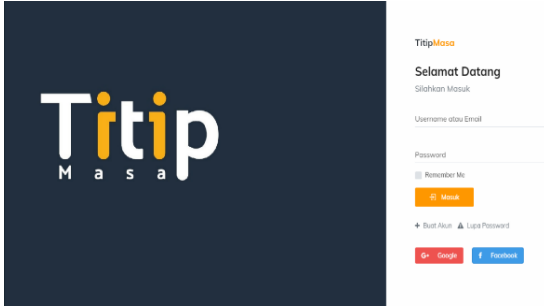 Titip
Masa
TitipMasa
Selamat Datang
Silahkan Masuk
Username atau Email
Password
Remember Me
Masuk
Buat Akun Lupa Password
G+ Google f Facebook